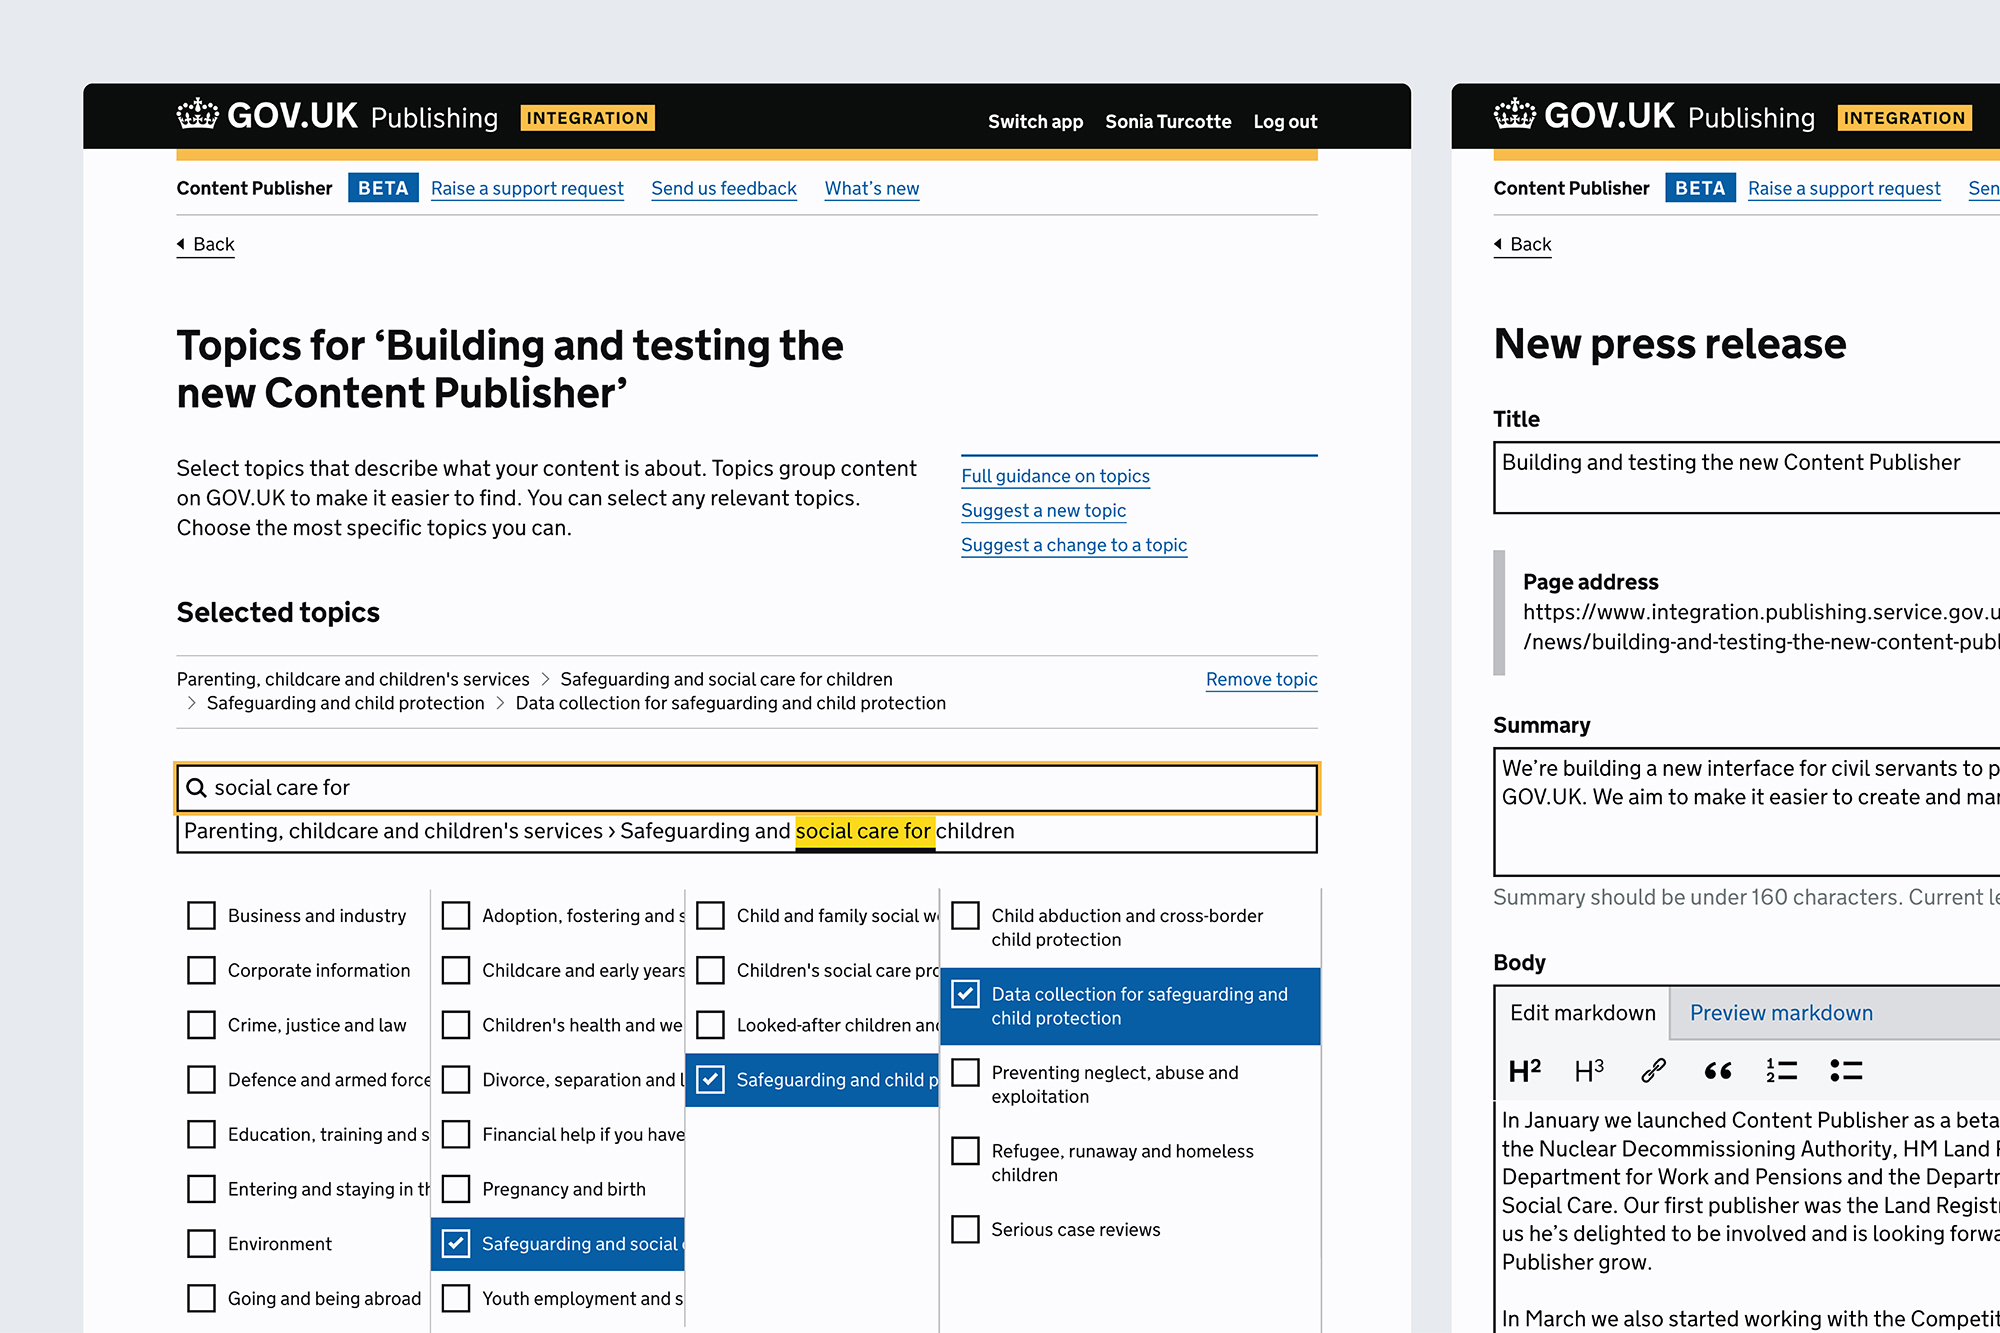 GOV.UK Publishing INTEGRATION
Switch app Sonia Turcotte Log out
Content Publisher BETA Raise a support request Send us feedback What's new
Back
Topics for ‘Building and testing the
new Content Publisher’
Select topics that describe what your content is about. Topics group content
on GOV.UK to make it easier to find. You can select any relevant topics.
Choose the most specific topics you can.
Full guidance on topics
Suggest a new topic
Suggest a change to a topic
Selected topics
Parenting, childcare and children's services > Safeguarding and social care for children
> Safeguarding and child protection > Data collection for safeguarding and child protection
Remove topic
social care for
Parenting, childcare and children's services › Safeguarding and social care for children
Business and industry
Corporate information
Crime, justice and law
Defence and armed force
Education, training and s
Entering and staying in th
Environment
Going and being abroad
Adoption, fostering and s
Childcare and early years
Children's health and we
Divorce, separation and l
Financial help if you have
Pregnancy and birth
Safeguarding and social
Youth employment and s
Child and family social w
Children's social care pro
Looked-after children and
Safeguarding and child p
Child abduction and cross-border
child protection
Data collection for safeguarding and
child protection
Preventing neglect, abuse and
exploitation
Refugee, runaway and homeless
children
Serious case reviews
GOV.UK Publishing INTEGRATION
Content Publisher BETA Raise a support request Sen
Back
New press release
Title
Building and testing the new Content Publisher
Page address
https://www.integration.publishing.service.gov.u
/news/building-and-testing-the-new-content-publ
Summary
We’re building a new interface for civil servants to p
GOV.UK. We aim to make it easier to create and ma
Summary should be under 160 characters. Current le
Body
Edit markdown Preview markdown
H2 H3
In January we launched Content Publisher as a beta
the Nuclear Decommissioning Authority, HM Land R
Department for Work and Pensions and the Departm
Social Care. Our first publisher was the Land Registr
us he’s delighted to be involved and is looking forwa
Publisher grow.
In March we also started working with the Competit